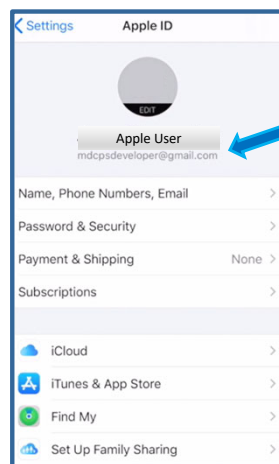 Settings Apple ID
EDIT
Apple User
mdcpsdeveloper@gmail.com
Name, Phone Numbers, Email
Password & Security
Payment & Shipping None
Subscriptions
iCloud
iTunes & App Store
Find My
Set Up Family Sharing